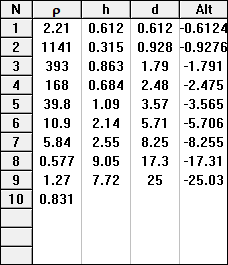 N ρ h d Alt
1 2.21 0.612 0.612 -0.6124
2 1141 0.315 0.928 -0.9276
3 393 0.863 1.79 -1.791
4 168 0.684 2.48 -2.475
5 39.8 1.09 3.57 -3.565
6 10.9 2.14 5.71 -5.706
7 5.84 2.55 8.25 -8.255
8 0.577 9.05 17.3 -17.31
9 1.27 7.72 25 -25.03
10 0.831